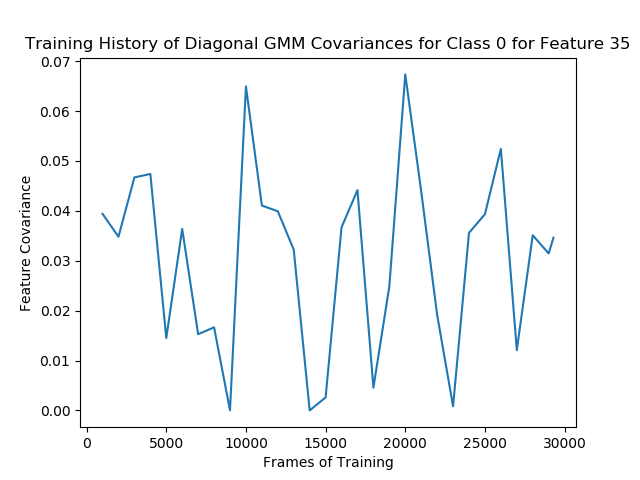 Training History of Diagonal GMM Covariances for Class 0 for Feature 35
0.07
0.06
0.05
0.04
0.03
0.02
0.01
0.00
Feature Covariance
0 5000 10000 15000 20000 25000 30000
Frames of Training